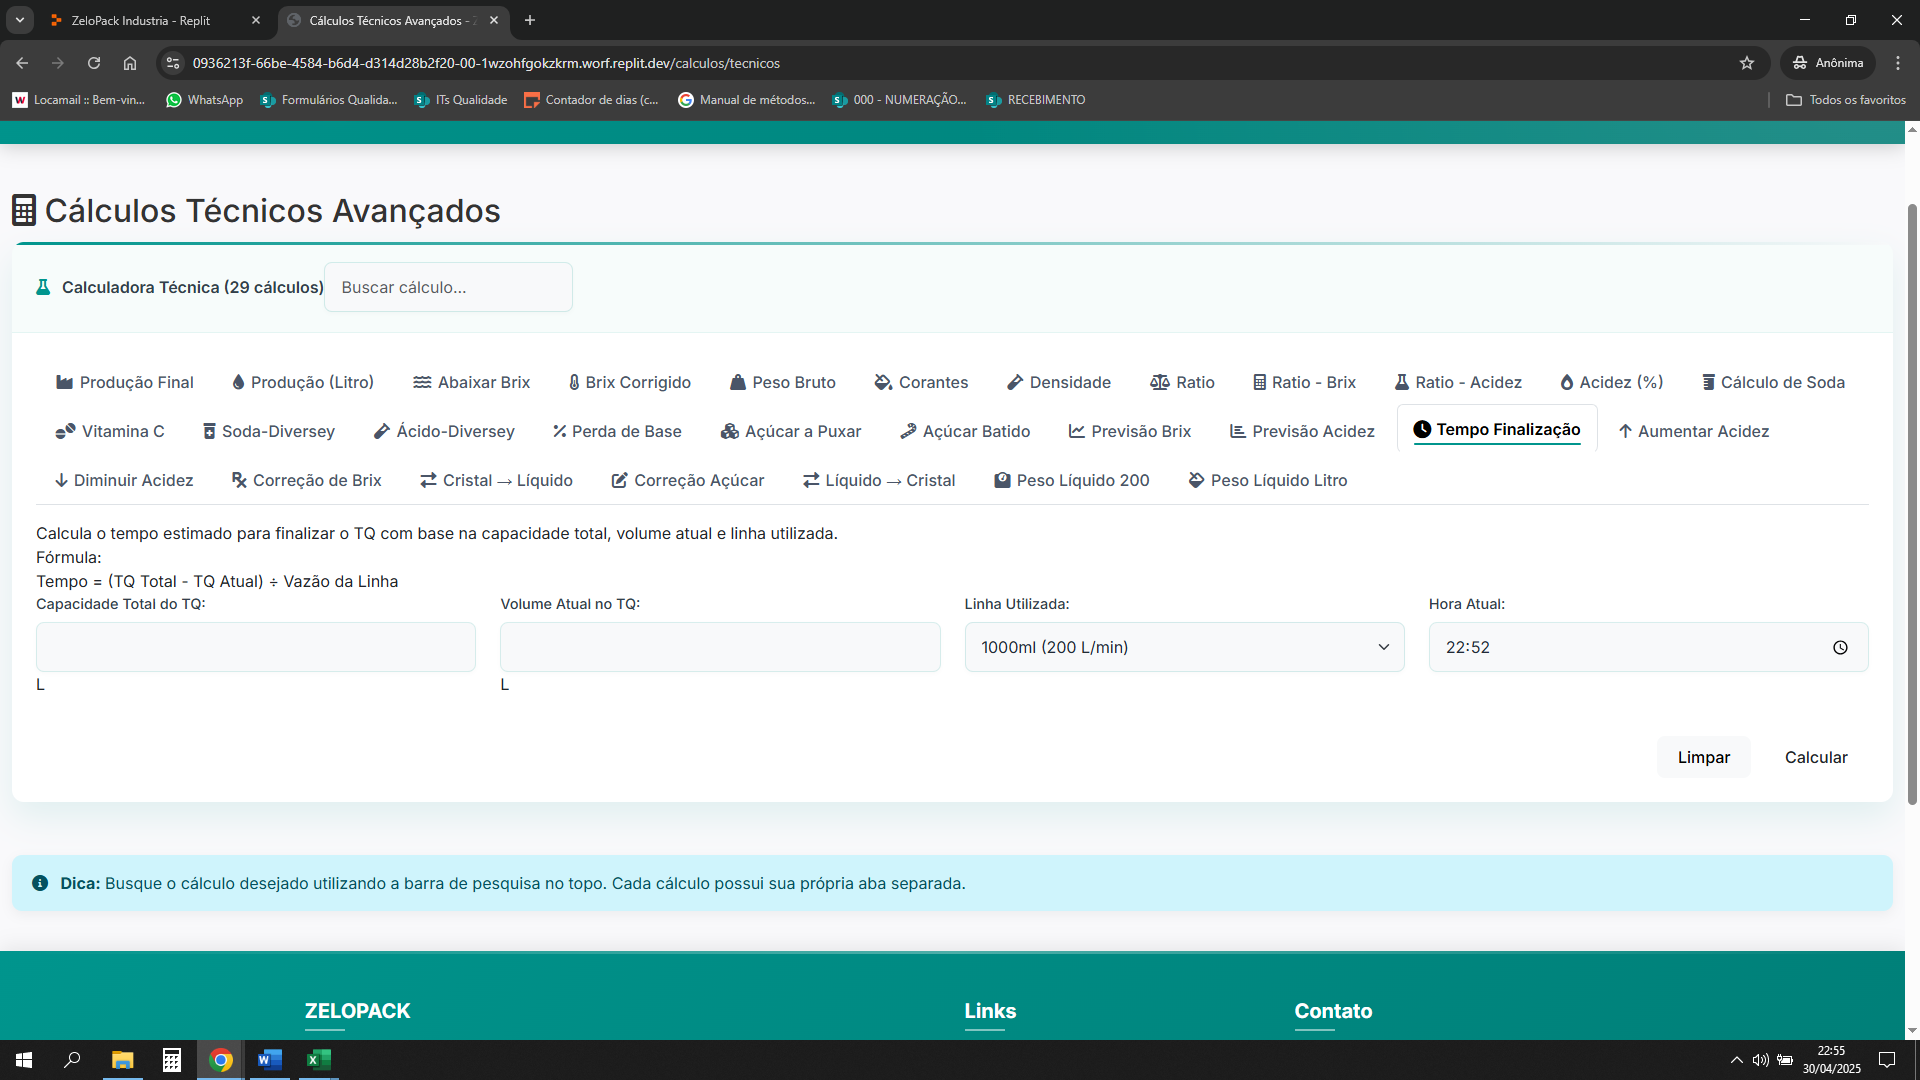 ZeloPack Industria - Replit
Cálculos Técnicos Avançados -
0936213f-66be-4584-b6d4-d314d28b2f20-00-1wzohfgokzkrm.worf.replit.dev/calculos/tecnicos
Anônima
Locamail :: Bem-vin...
WhatsApp
Formulários Qualida...
ITs Qualidade
Contador de dias (c...
Manual de métodos...
000 - NUMERAÇÃO...
RECEBIMENTO
Todos os favoritos
Cálculos Técnicos Avançados
Calculadora Técnica (29 cálculos)
Buscar cálculo...
Produção Final
Produção (Litro)
Abaixar Brix
Brix Corrigido
Peso Bruto
Corantes
Densidade
Ratio
Ratio - Brix
Ratio - Acidez
Acidez (%)
Cálculo de Soda
Vitamina C
Soda-Diversey
Ácido-Diversey
Perda de Base
Açúcar a Puxar
Açúcar Batido
Previsão Brix
Previsão Acidez
Tempo Finalização
Aumentar Acidez
Diminuir Acidez
Correção de Brix
Cristal → Líquido
Correção Açúcar
Líquido → Cristal
Peso Líquido 200
Peso Líquido Litro
Calcula o tempo estimado para finalizar o TQ com base na capacidade total, volume atual e linha utilizada.
Fórmula:
Tempo = (TQ Total - TQ Atual) ÷ Vazão da Linha
Capacidade Total do TQ:
Volume Atual no TQ:
Linha Utilizada:
Hora Atual:
1000ml (200 L/min)
22:52
L
L
Limpar
Calcular
Dica: Busque o cálculo desejado utilizando a barra de pesquisa no topo. Cada cálculo possui sua própria aba separada.
ZELOPACK
Links
Contato
22:55
30/04/2025